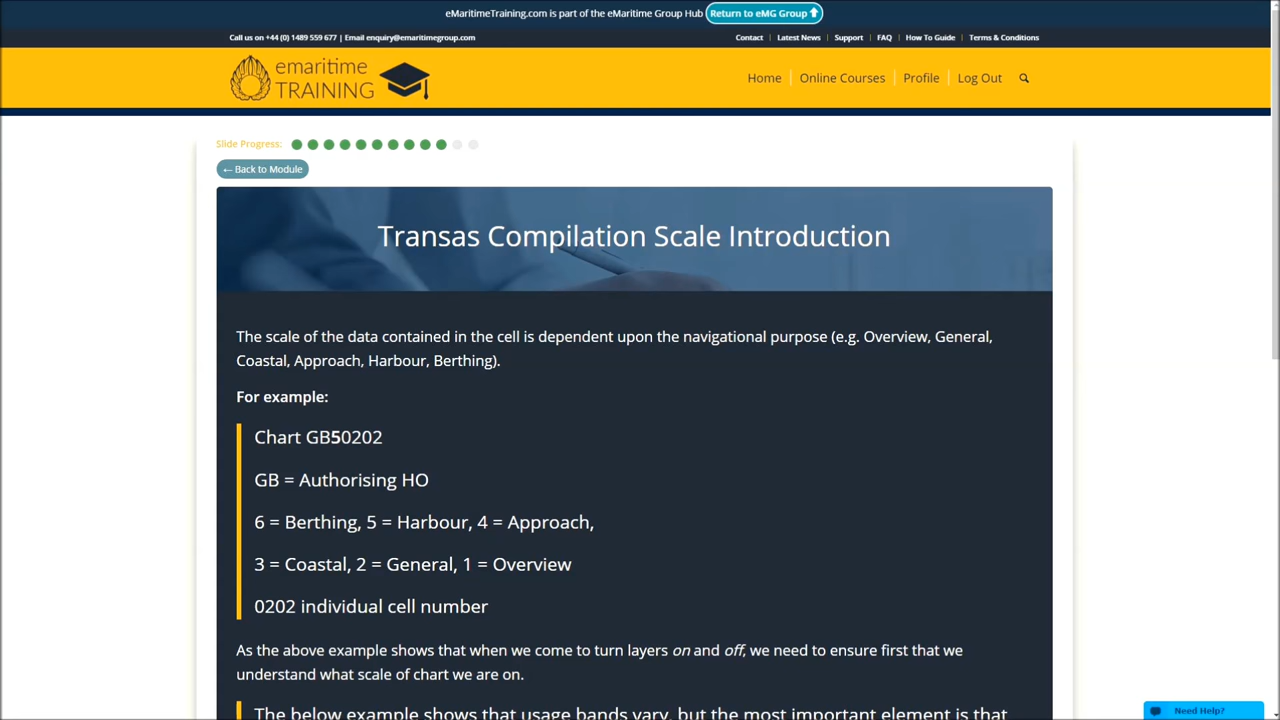 eMaritimeTraining.com is part of the eMaritime Group Hub Return to eMG Group
Call us on +44 (0) 1489 559 677 | Email enquiry@emaritimegroup.com
Contact | Latest News | Support | FAQ | How To Guide | Terms & Conditions
emaritime
TRAINING
Home Online Courses Profile Log Out
Slide Progress:
← Back to Module
Transas Compilation Scale Introduction
The scale of the data contained in the cell is dependent upon the navigational purpose (e.g. Overview, General,
Coastal, Approach, Harbour, Berthing).
For example:
Chart GB50202
GB = Authorising HO
6 = Berthing, 5 = Harbour, 4 = Approach,
3 = Coastal, 2 = General, 1 = Overview
0202 individual cell number
As the above example shows that when we come to turn layers on and off, we need to ensure first that we
understand what scale of chart we are on.
The below example shows that usage bands vary, but the most important element is that
Need Help?